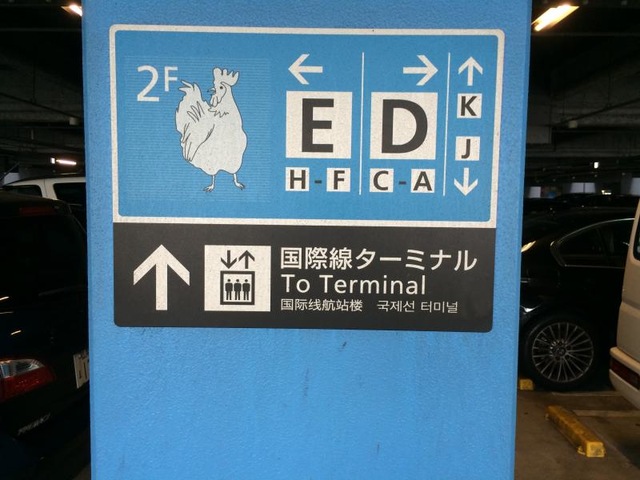 2F
E D
K
J
H-F C-A
国際線ターミナル
To Terminal
国际线航站楼 국제선 터미널